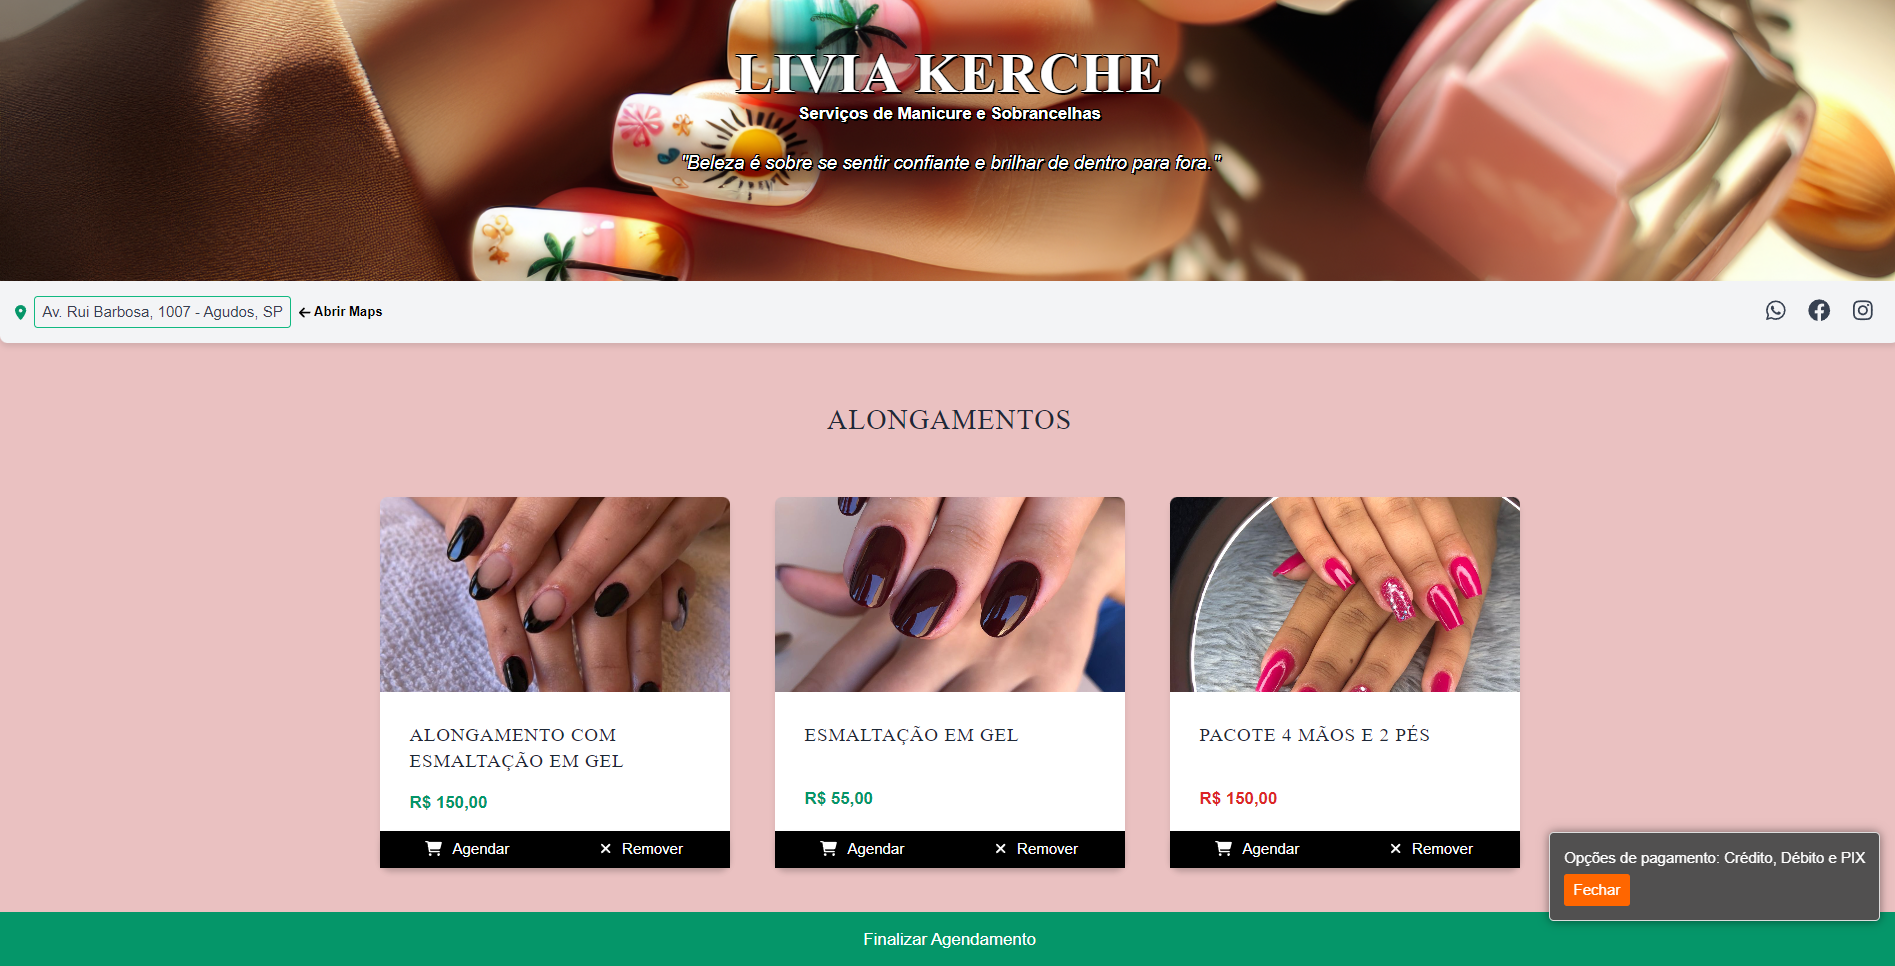 LIVIA KERCHE
Serviços de Manicure e Sobrancelhas
"Beleza é sobre se sentir confiante e brilhar de dentro para fora."
Av. Rui Barbosa, 1007 - Agudos, SP
Abrir Maps
ALONGAMENTOS
ALONGAMENTO COM
ESMALTAÇÃO EM GEL
R$ 150,00
Agendar
Remover
ESMALTAÇÃO EM GEL
R$ 55,00
Agendar
Remover
PACOTE 4 MÃOS E 2 PÉS
R$ 150,00
Agendar
Remover
Opções de pagamento: Crédito, Débito e PIX
Fechar
Finalizar Agendamento